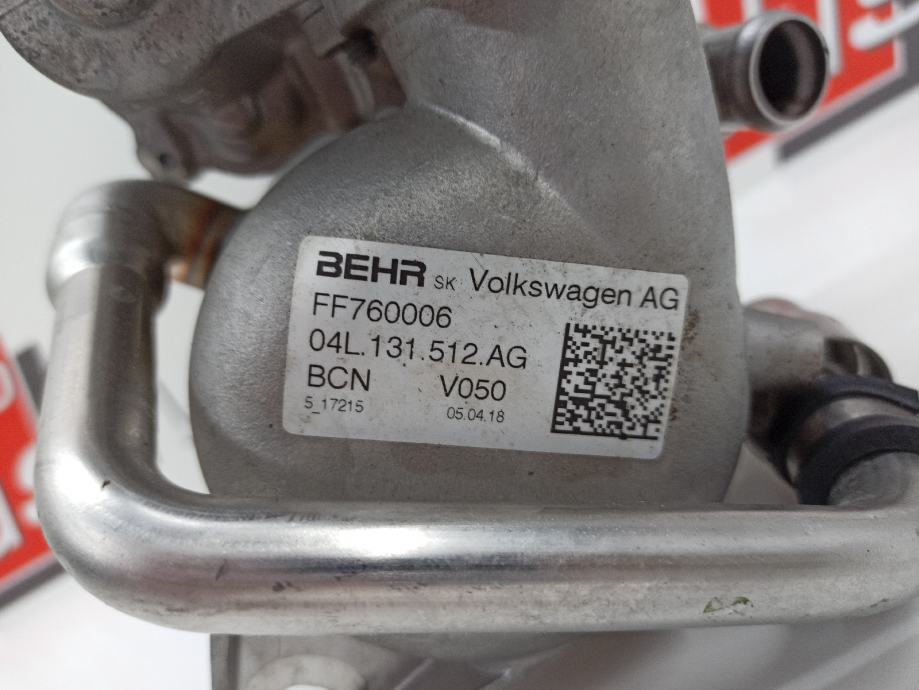 BEHR SK Volkswagen AG
FF760006
04L.131.512.AG
BCN V050
5_17215 05.04.18